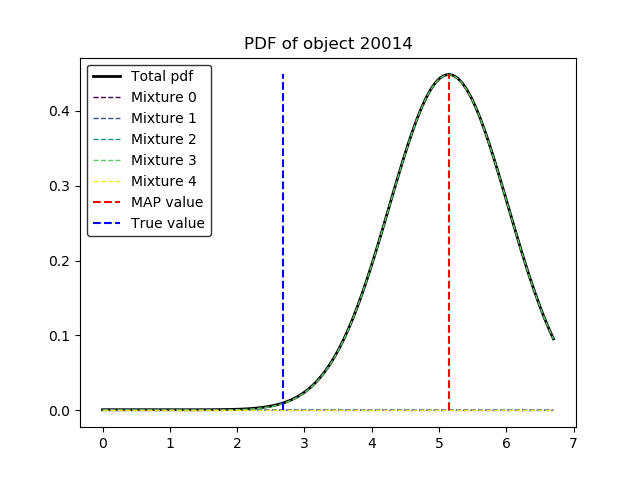 PDF of object 20014
Total pdf
Mixture 0
Mixture 1
Mixture 2
Mixture 3
Mixture 4
MAP value
True value
0.4
0.3
0.2
0.1
0.0
0 1 2 3 4 5 6 7